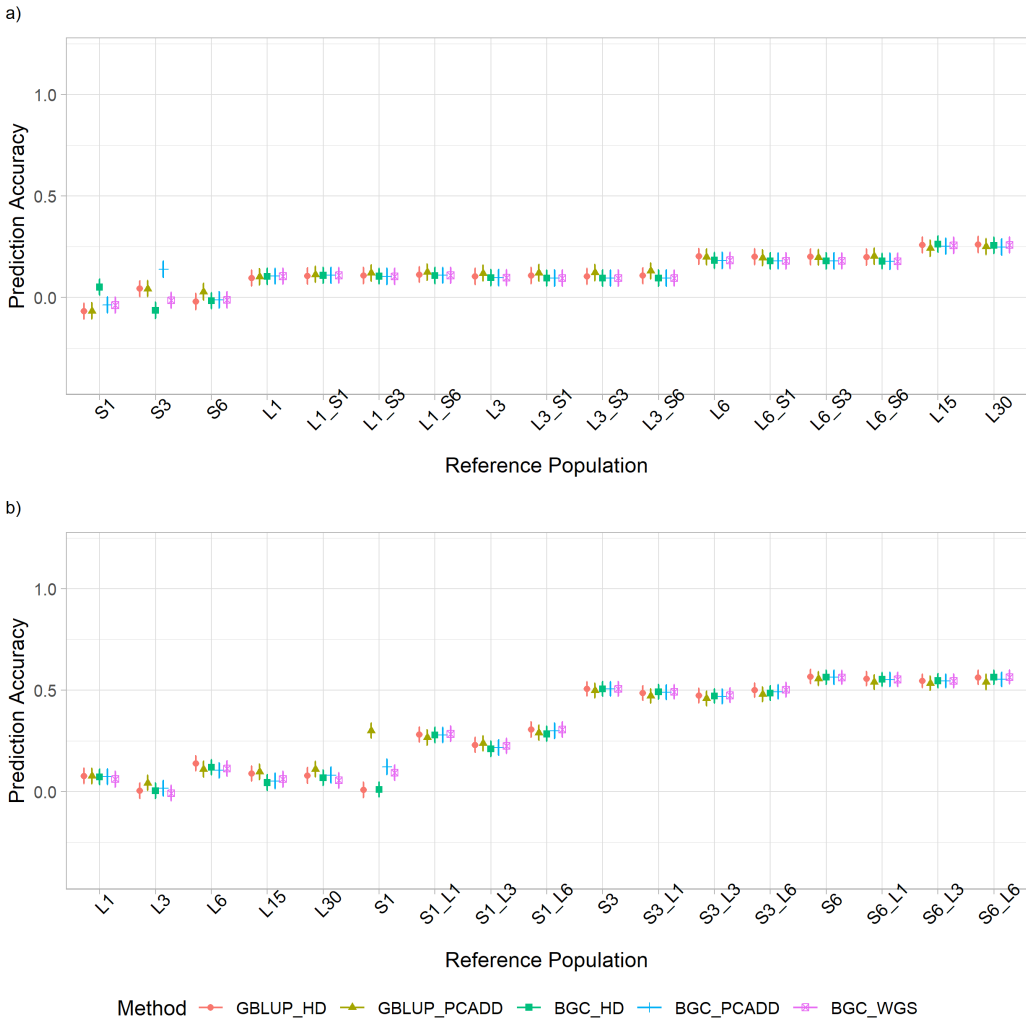 a)
Prediction Accuracy
1.0
0.5
0.0
S1 S3 S6 L1 L1_S1 L1_S3 L1_S6 L3 L3_S1 L3_S3 L3_S6 L6 L6_S1 L6_S3 L6_S6 L15 L30
Reference Population
b)
Prediction Accuracy
1.0
0.5
0.0
L1 L3 L6 L15 L30 S1 S1_L1 S1_L3 S1_L6 S3 S3_L1 S3_L3 S3_L6 S6 S6_L1 S6_L3 S6_L6
Reference Population
Method GBLUP_HD GBLUP_PCADD BGC_HD BGC_PCADD BGC_WGS